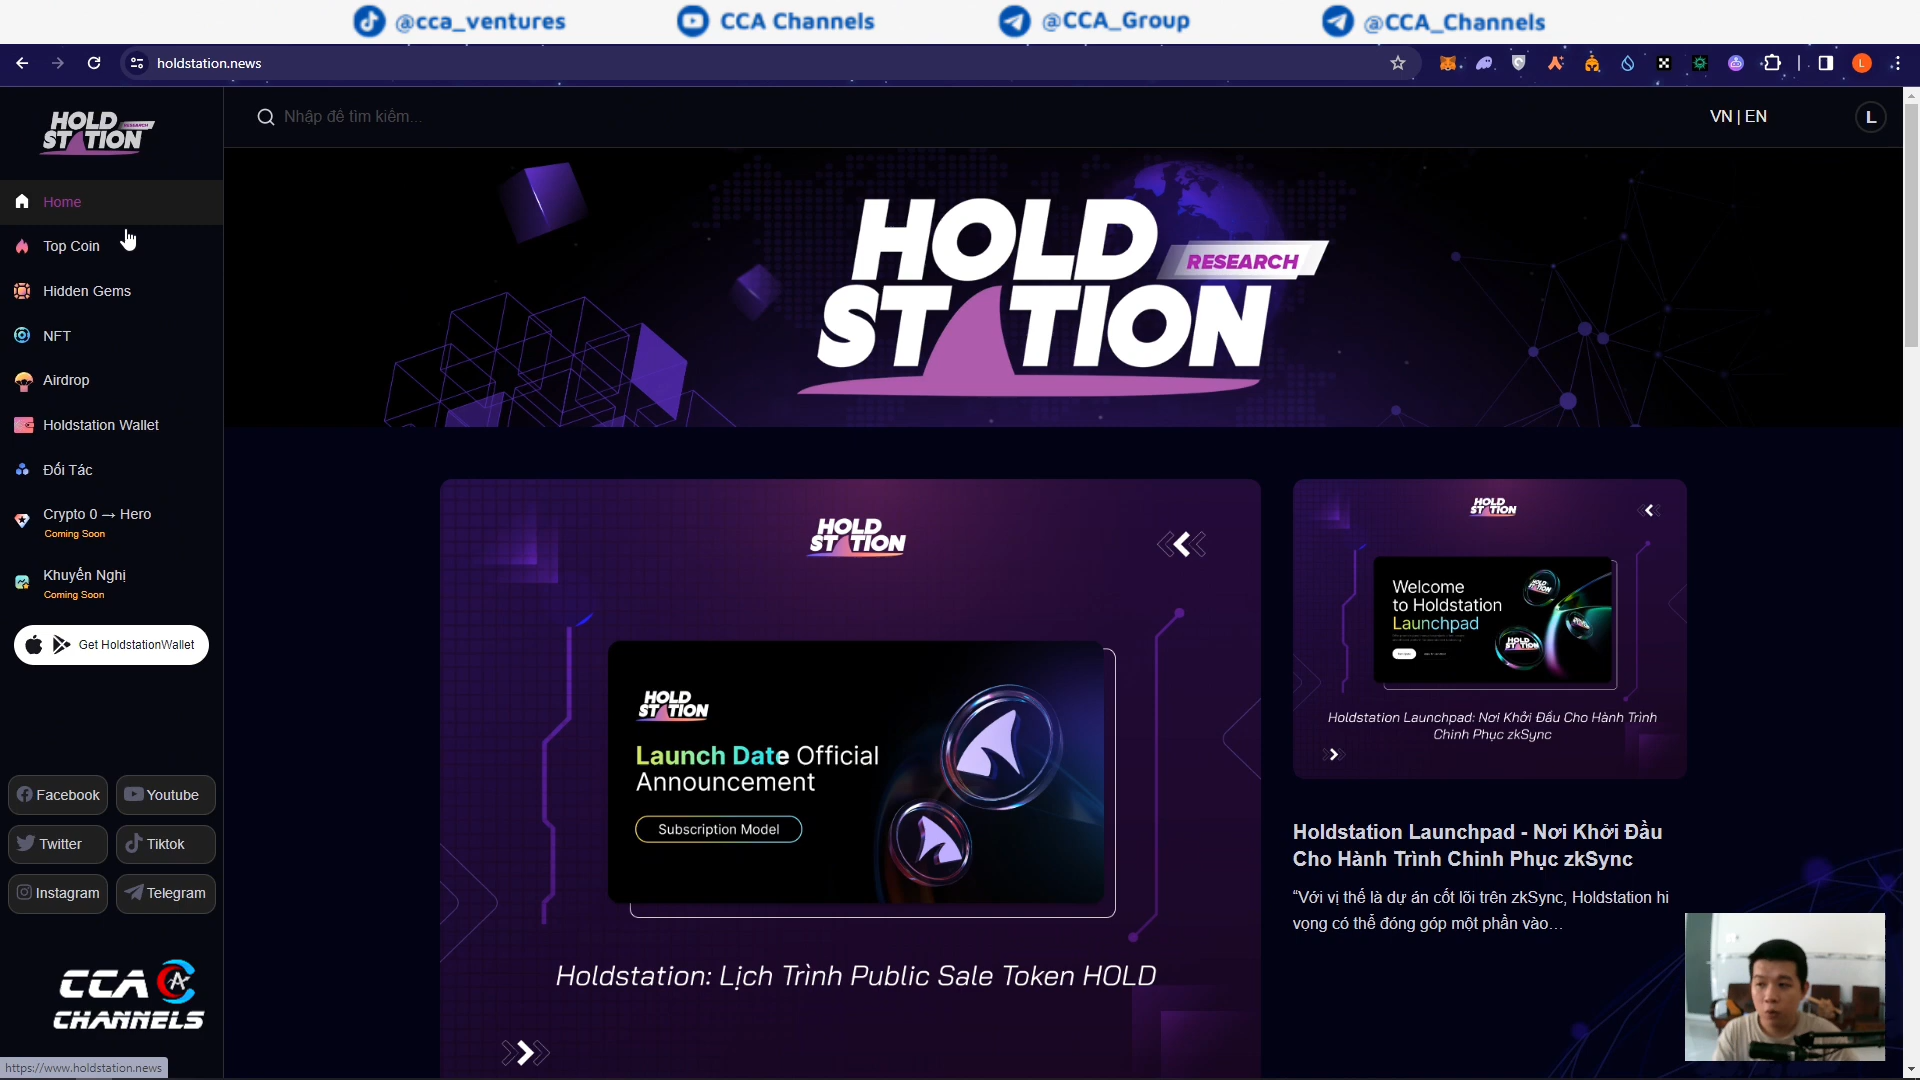 @cca_ventures
CCA Channels
@CCA_Group
@CCA_Channels
holdstation.news
L
HOLD
STATION
RESEARCH
Nhập để tìm kiếm...
VN | EN
L
Home
Top Coin
Hidden Gems
NFT
Airdrop
Holdstation Wallet
Đối Tác
Crypto 0 → Hero
Coming Soon
Khuyến Nghị
Coming Soon
Get HoldstationWallet
Facebook
Youtube
Twitter
Tiktok
Instagram
Telegram
CCA
CHANNELS
https://www.holdstation.news
HOLD
STATION
RESEARCH
HOLD
STATION
HOLD
STATION
Launch Date Official
Announcement
Subscription Model
Holdstation: Lịch Trình Public Sale Token HOLD
HOLD
STATION
Welcome
to Holdstation
Launchpad
Holdstation Launchpad: Nơi Khởi Đầu Cho Hành Trình
Chinh Phục zkSync
Holdstation Launchpad - Nơi Khởi Đầu
Cho Hành Trình Chinh Phục zkSync
“Với vị thế là dự án cốt lõi trên zkSync, Holdstation hi
vọng có thể đóng góp một phần vào…